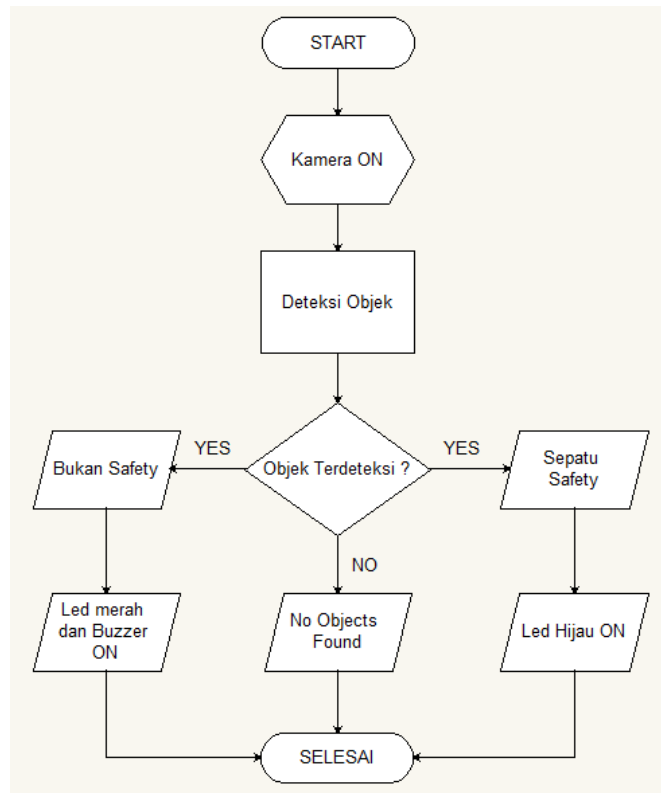 START
Kamera ON
Deteksi Objek
Objek Terdeteksi ?
YES
YES
NO
Bukan Safety
Sepatu
Safety
Led merah
dan Buzzer
ON
No Objects
Found
Led Hijau ON
SELESAI